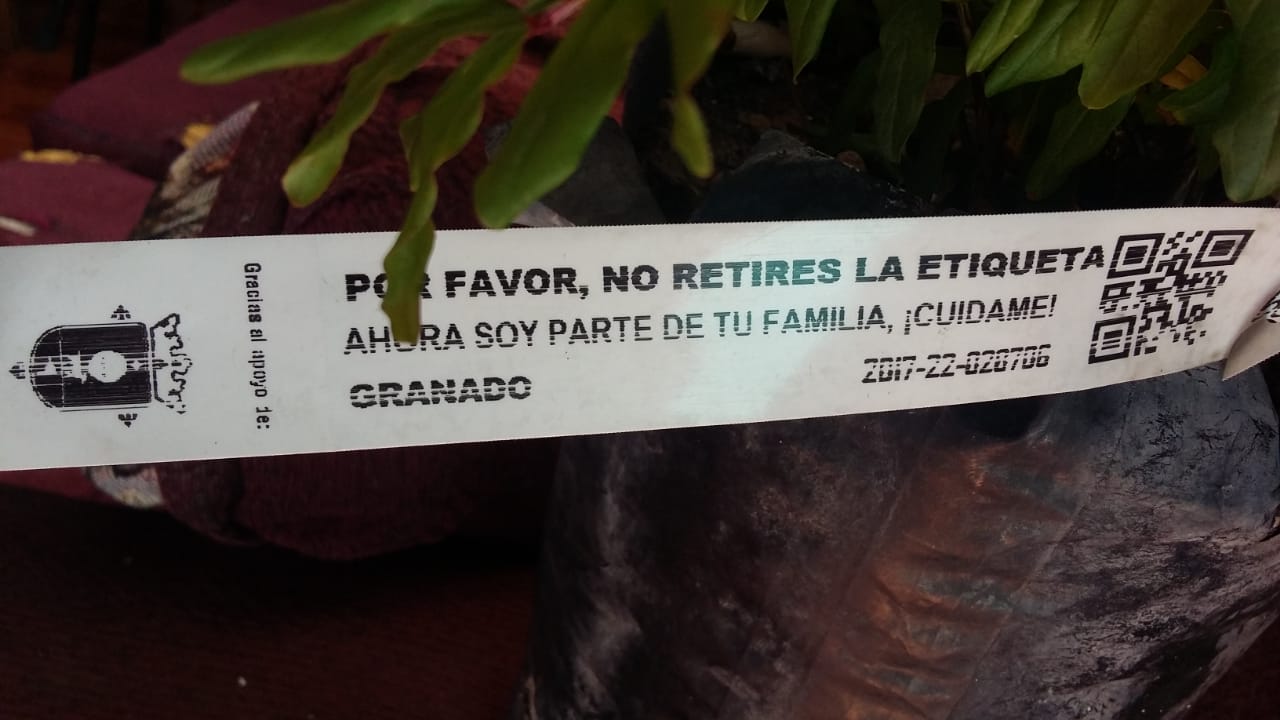 Gracias al apoyo de:
POR FAVOR, NO RETIRES LA ETIQUETA
AHORA SOY PARTE DE TU FAMILIA, ¡CUIDAME!
GRANADO
2017-22-020706